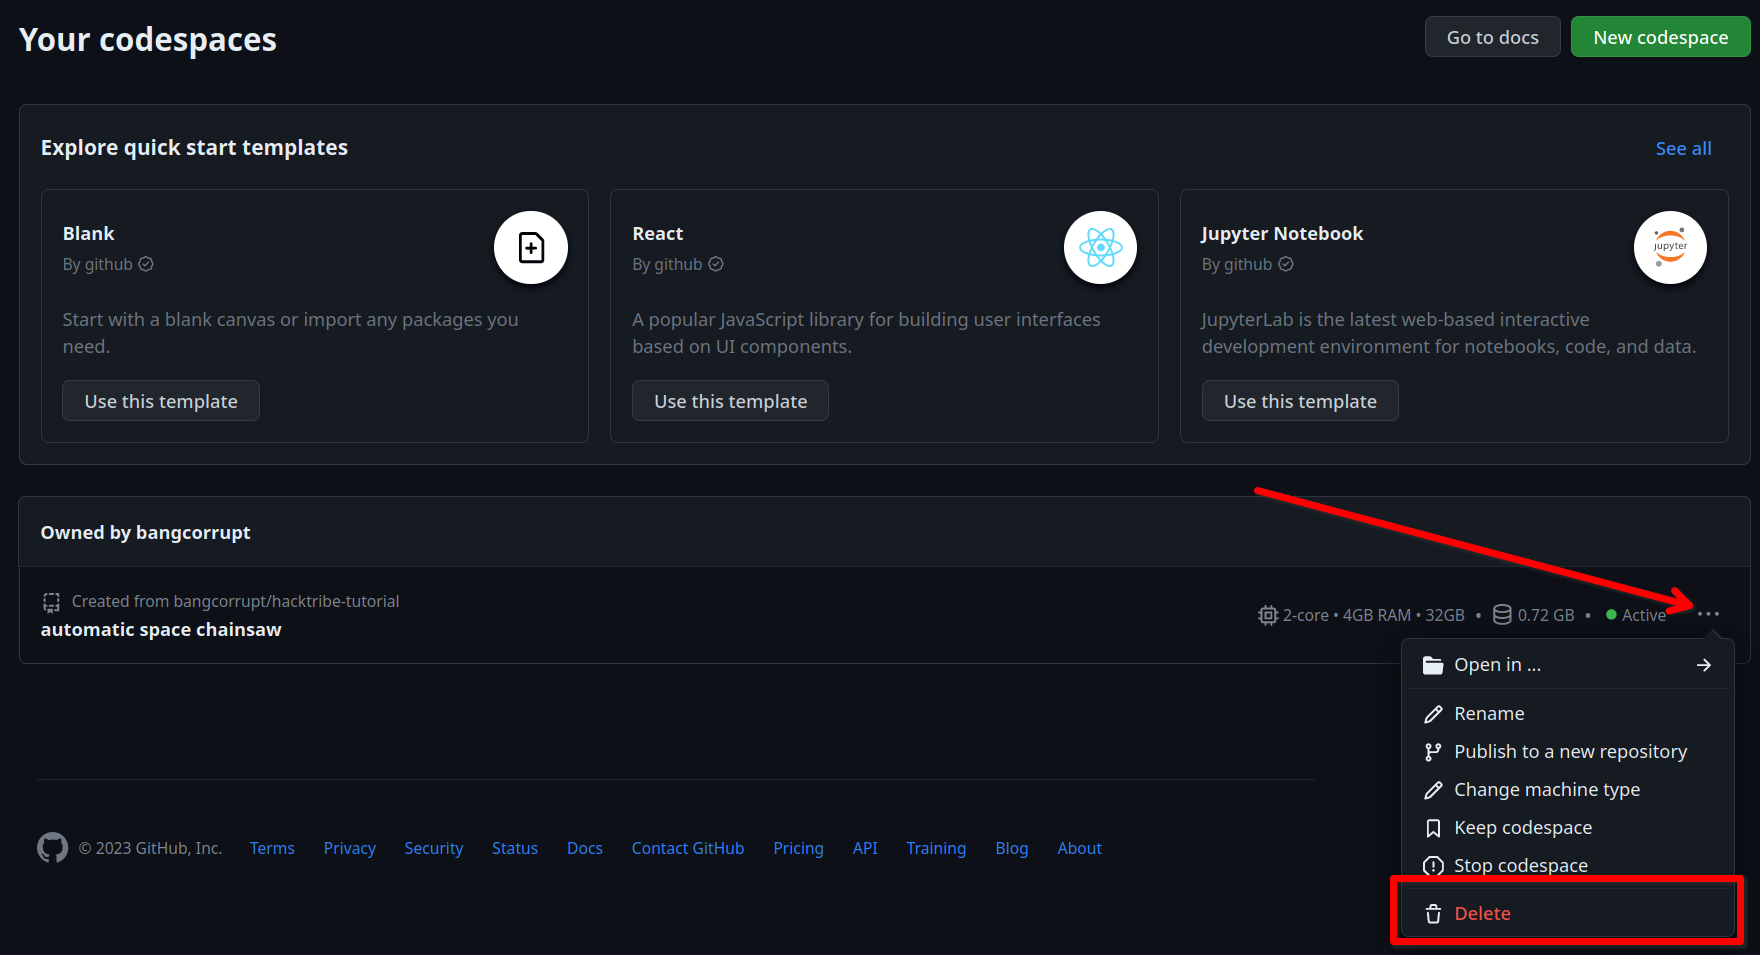 Your codespaces
Go to docs
New codespace
Explore quick start templates
See all
Blank
By github
Start with a blank canvas or import any packages you
need.
Use this template
React
By github
A popular JavaScript library for building user interfaces
based on UI components.
Use this template
Jupyter Notebook
By github
jupyter
JupyterLab is the latest web-based interactive
development environment for notebooks, code, and data.
Use this template
Owned by bangcorrupt
Created from bangcorrupt/hacktribe-tutorial
automatic space chainsaw
2-core • 4GB RAM • 32GB • 0.72 GB • Active ···
Open in ...
Rename
Publish to a new repository
Change machine type
Keep codespace
Stop codespace
Delete
© 2023 GitHub, Inc. Terms Privacy Security Status Docs Contact GitHub Pricing API Training Blog About